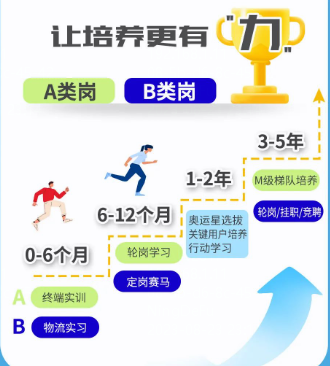 让培养更有"力"
A类岗
B类岗
3-5年
M级梯队培养
轮岗/挂职/竞聘
1-2年
奥运星选拔
关键用户培养
行动学习
6-12个月
轮岗学习
定岗赛马
0-6个月
A 终端实训
B 物流实习